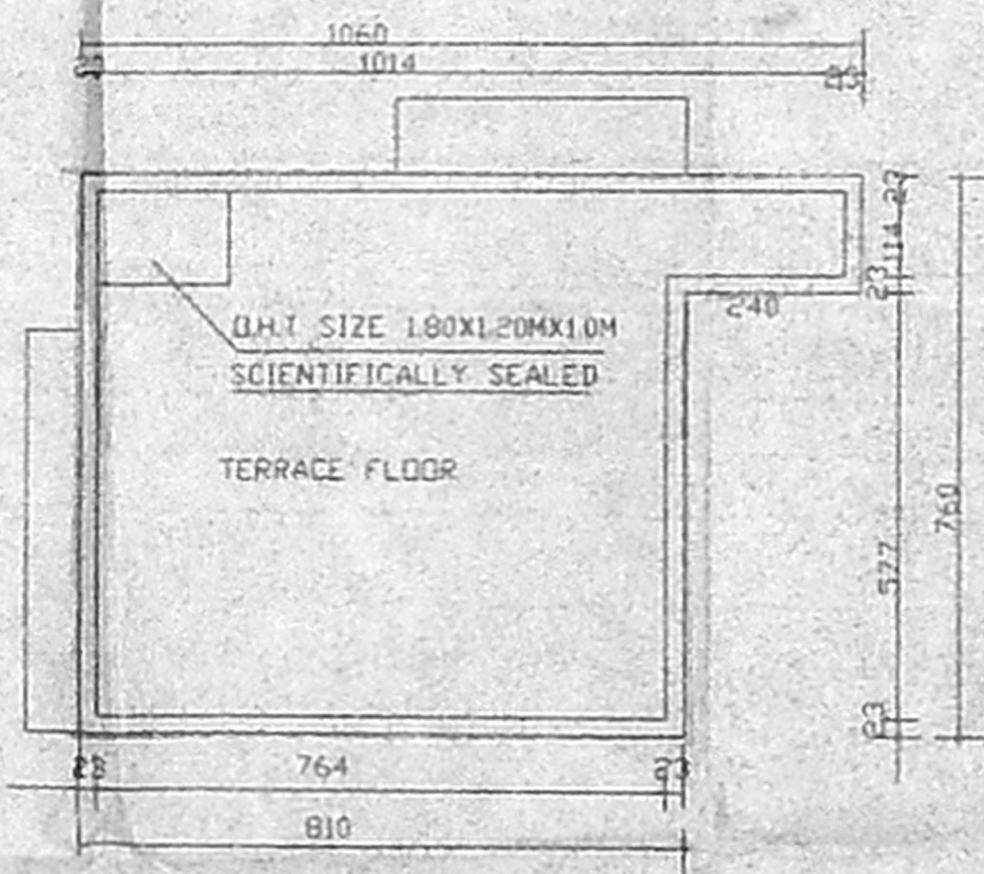 1060
23 1014 23
23
114
23
240
O.H.T SIZE 1.80X1.20MX1.0M
SCIENTIFICALLY SEALED
TERRACE FLOOR
760
577
23
23 764 23
810